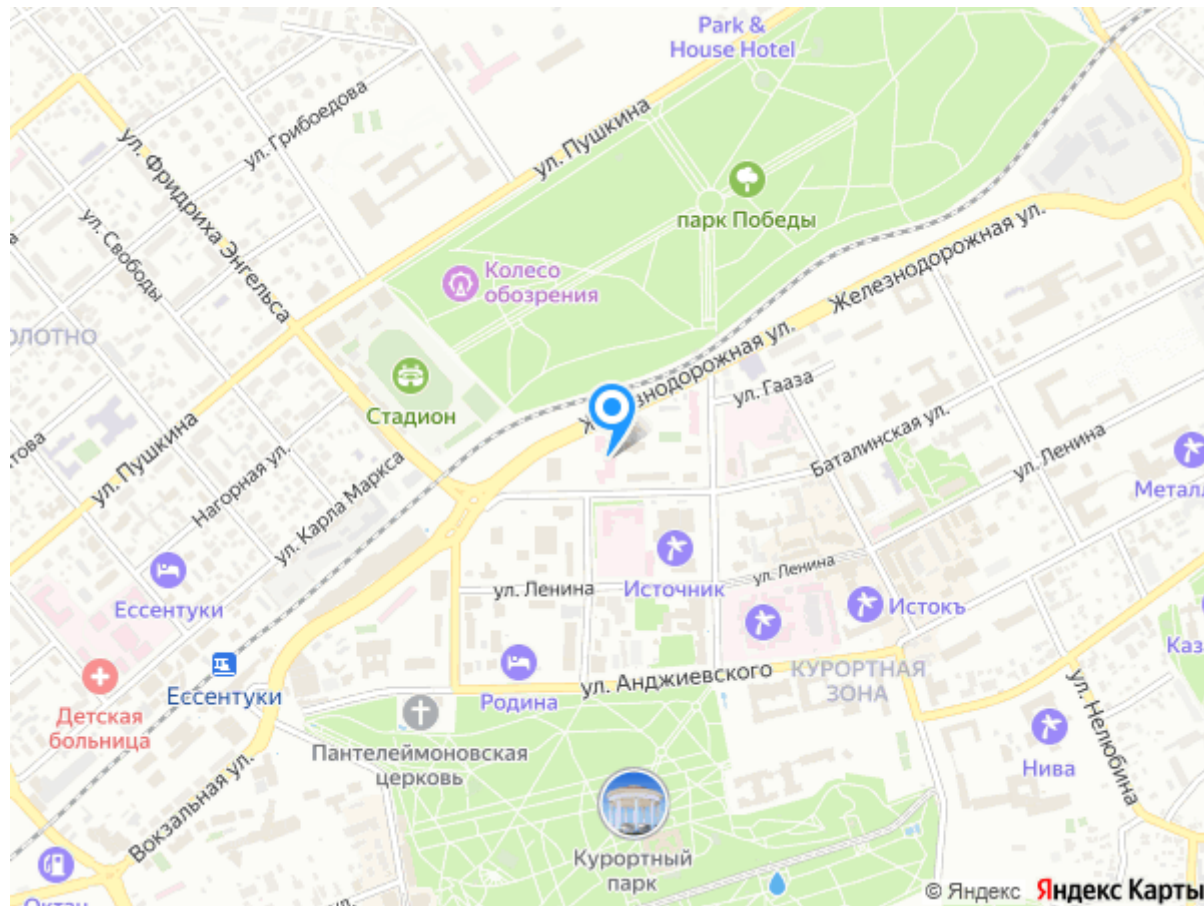 Park &
House Hotel
ул. Грибоедова
ул. Пушкина
ул. Фридриха Энгельса
парк Победы
ул. Свободы
Железнодорожная ул.
Колесо
обозрения
ОЛОТНО
Железнодорожная ул.
ул. Гааза
Стадион
ул. Пушкина
Нагорная ул.
ул. Карла Маркса
Баталинская ул.
ул. Ленина
Метал
Ессентуки
ул. Ленина
Источник
ул. Ленина
Истокъ
Ессентуки
Родина
ул. Анджиевского
КУРОРТНАЯ
ЗОНА
Каз
Детская
больница
Пантелеймоновская
церковь
ул. Нелюбина
Нива
Вокзальная ул.
Курортный
парк
Октан
ул.
© Яндекс Яндекс Карты